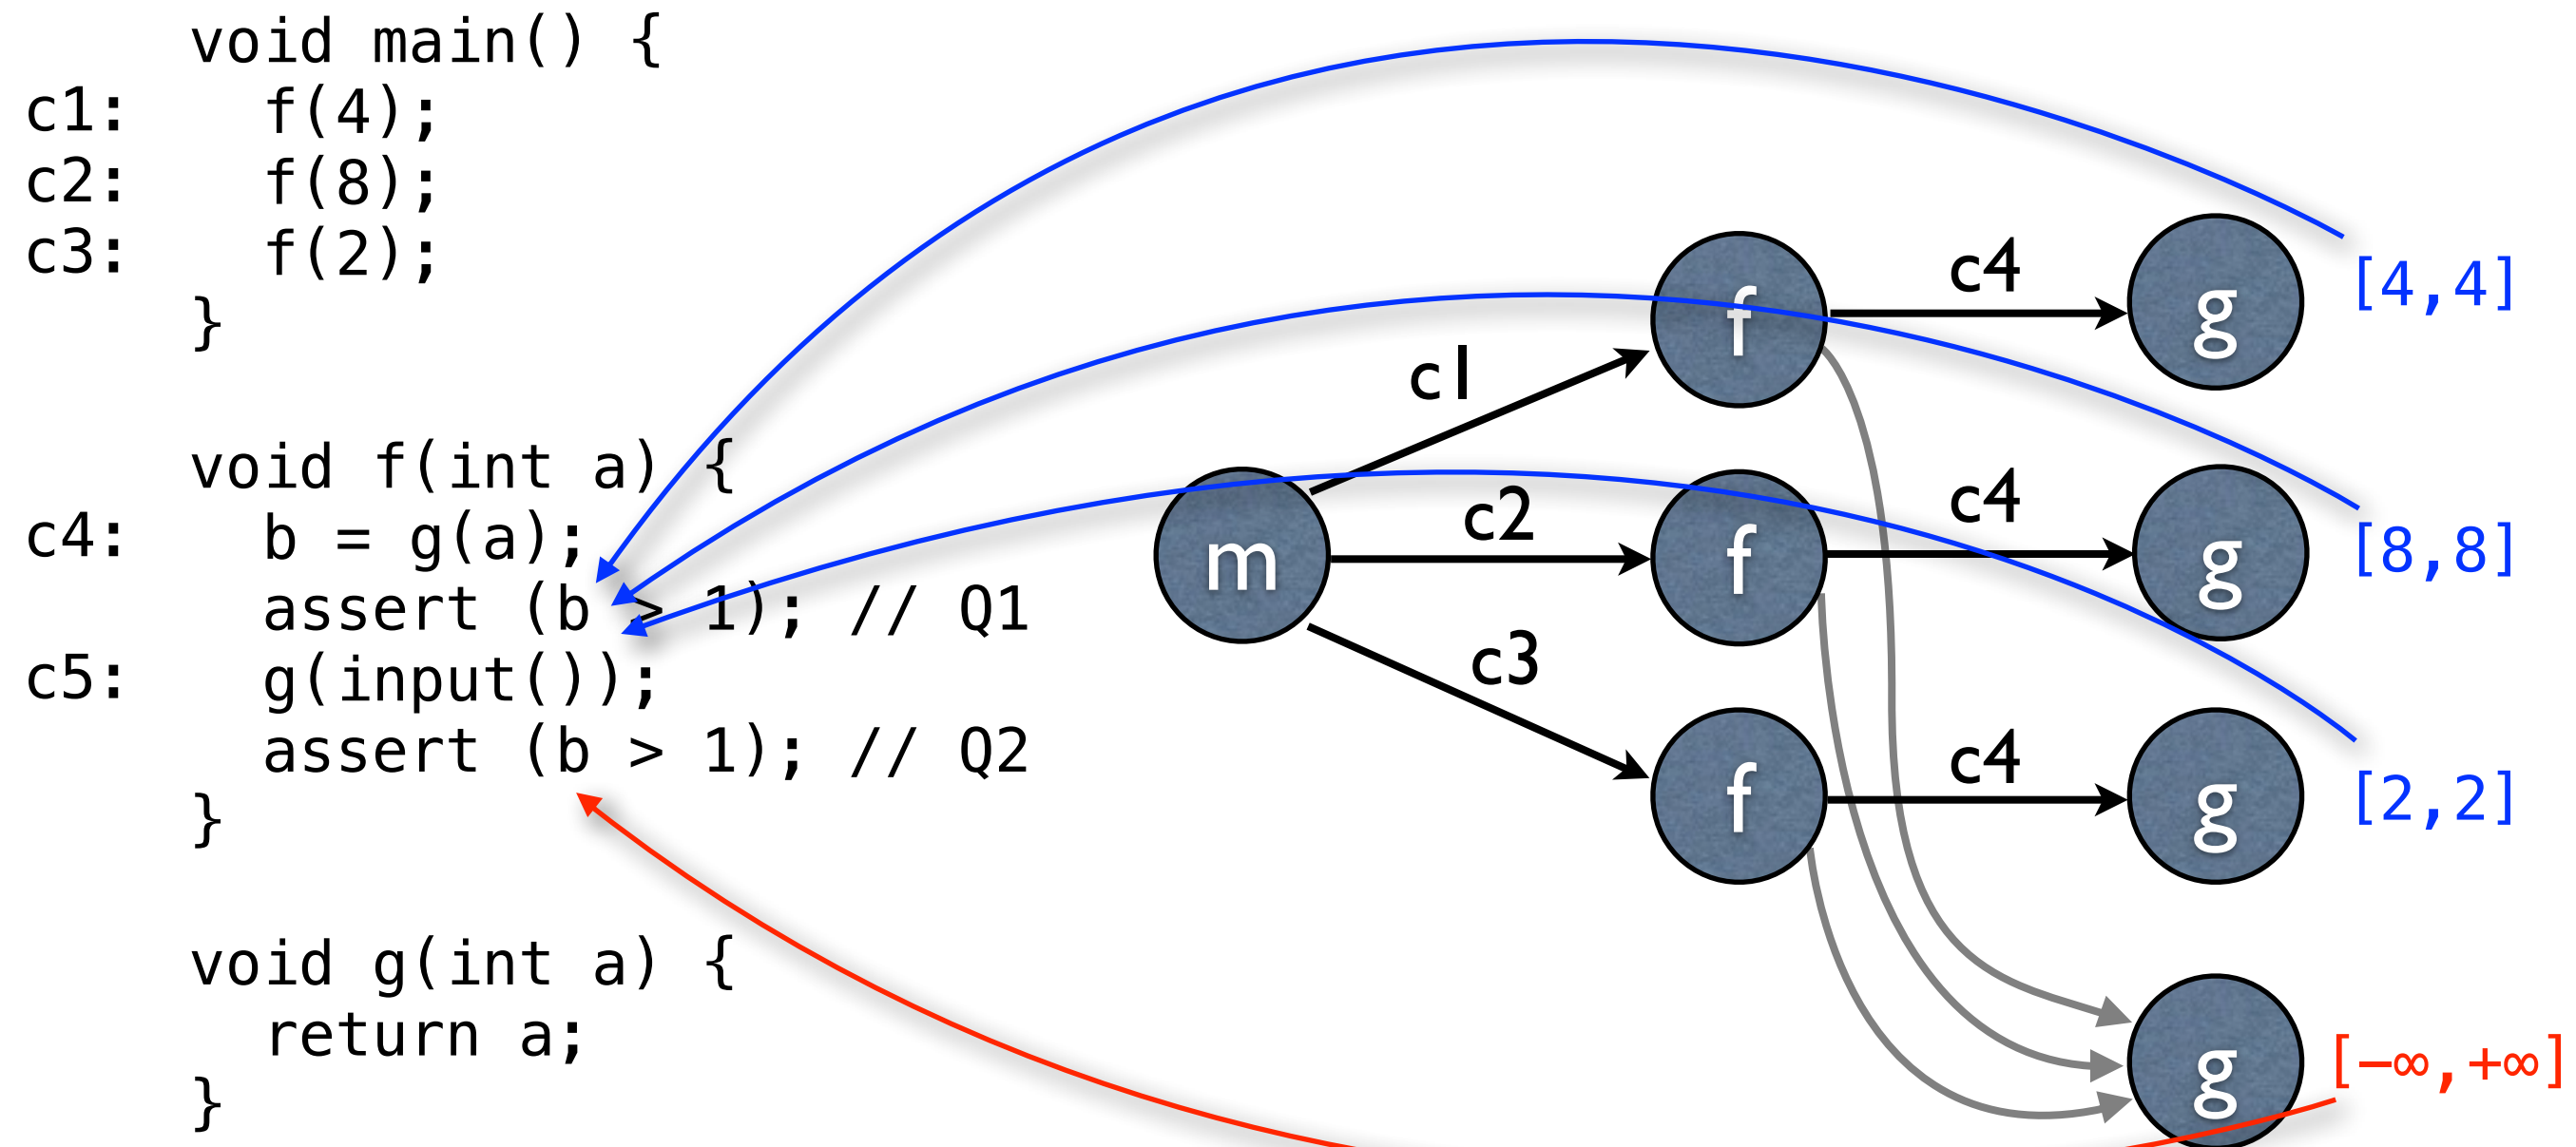 void main() {
c1: f(4);
c2: f(8);
c3: f(2);
}
void f(int a) {
c4: b = g(a);
assert (b > 1); // Q1
c5: g(input());
assert (b > 1); // Q2
}
void g(int a) {
return a;
}
m
c1
c2
c3
f
f
f
c4
c4
c4
g
g
g
g
[4,4]
[8,8]
[2,2]
[−∞,+∞]